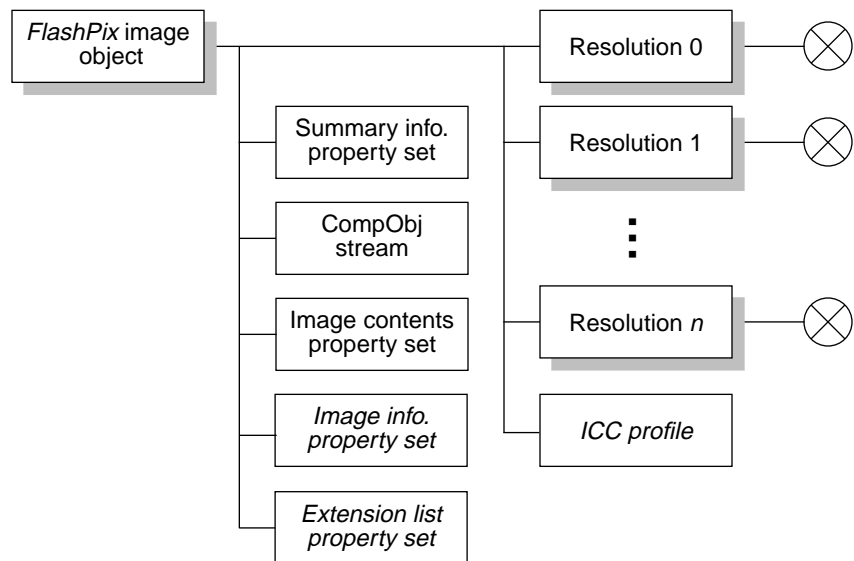 FlashPix image
object
Resolution 0
Summary info.
property set
Resolution 1
CompObj
stream
Image contents
property set
Resolution n
Image info.
property set
ICC profile
Extension list
property set